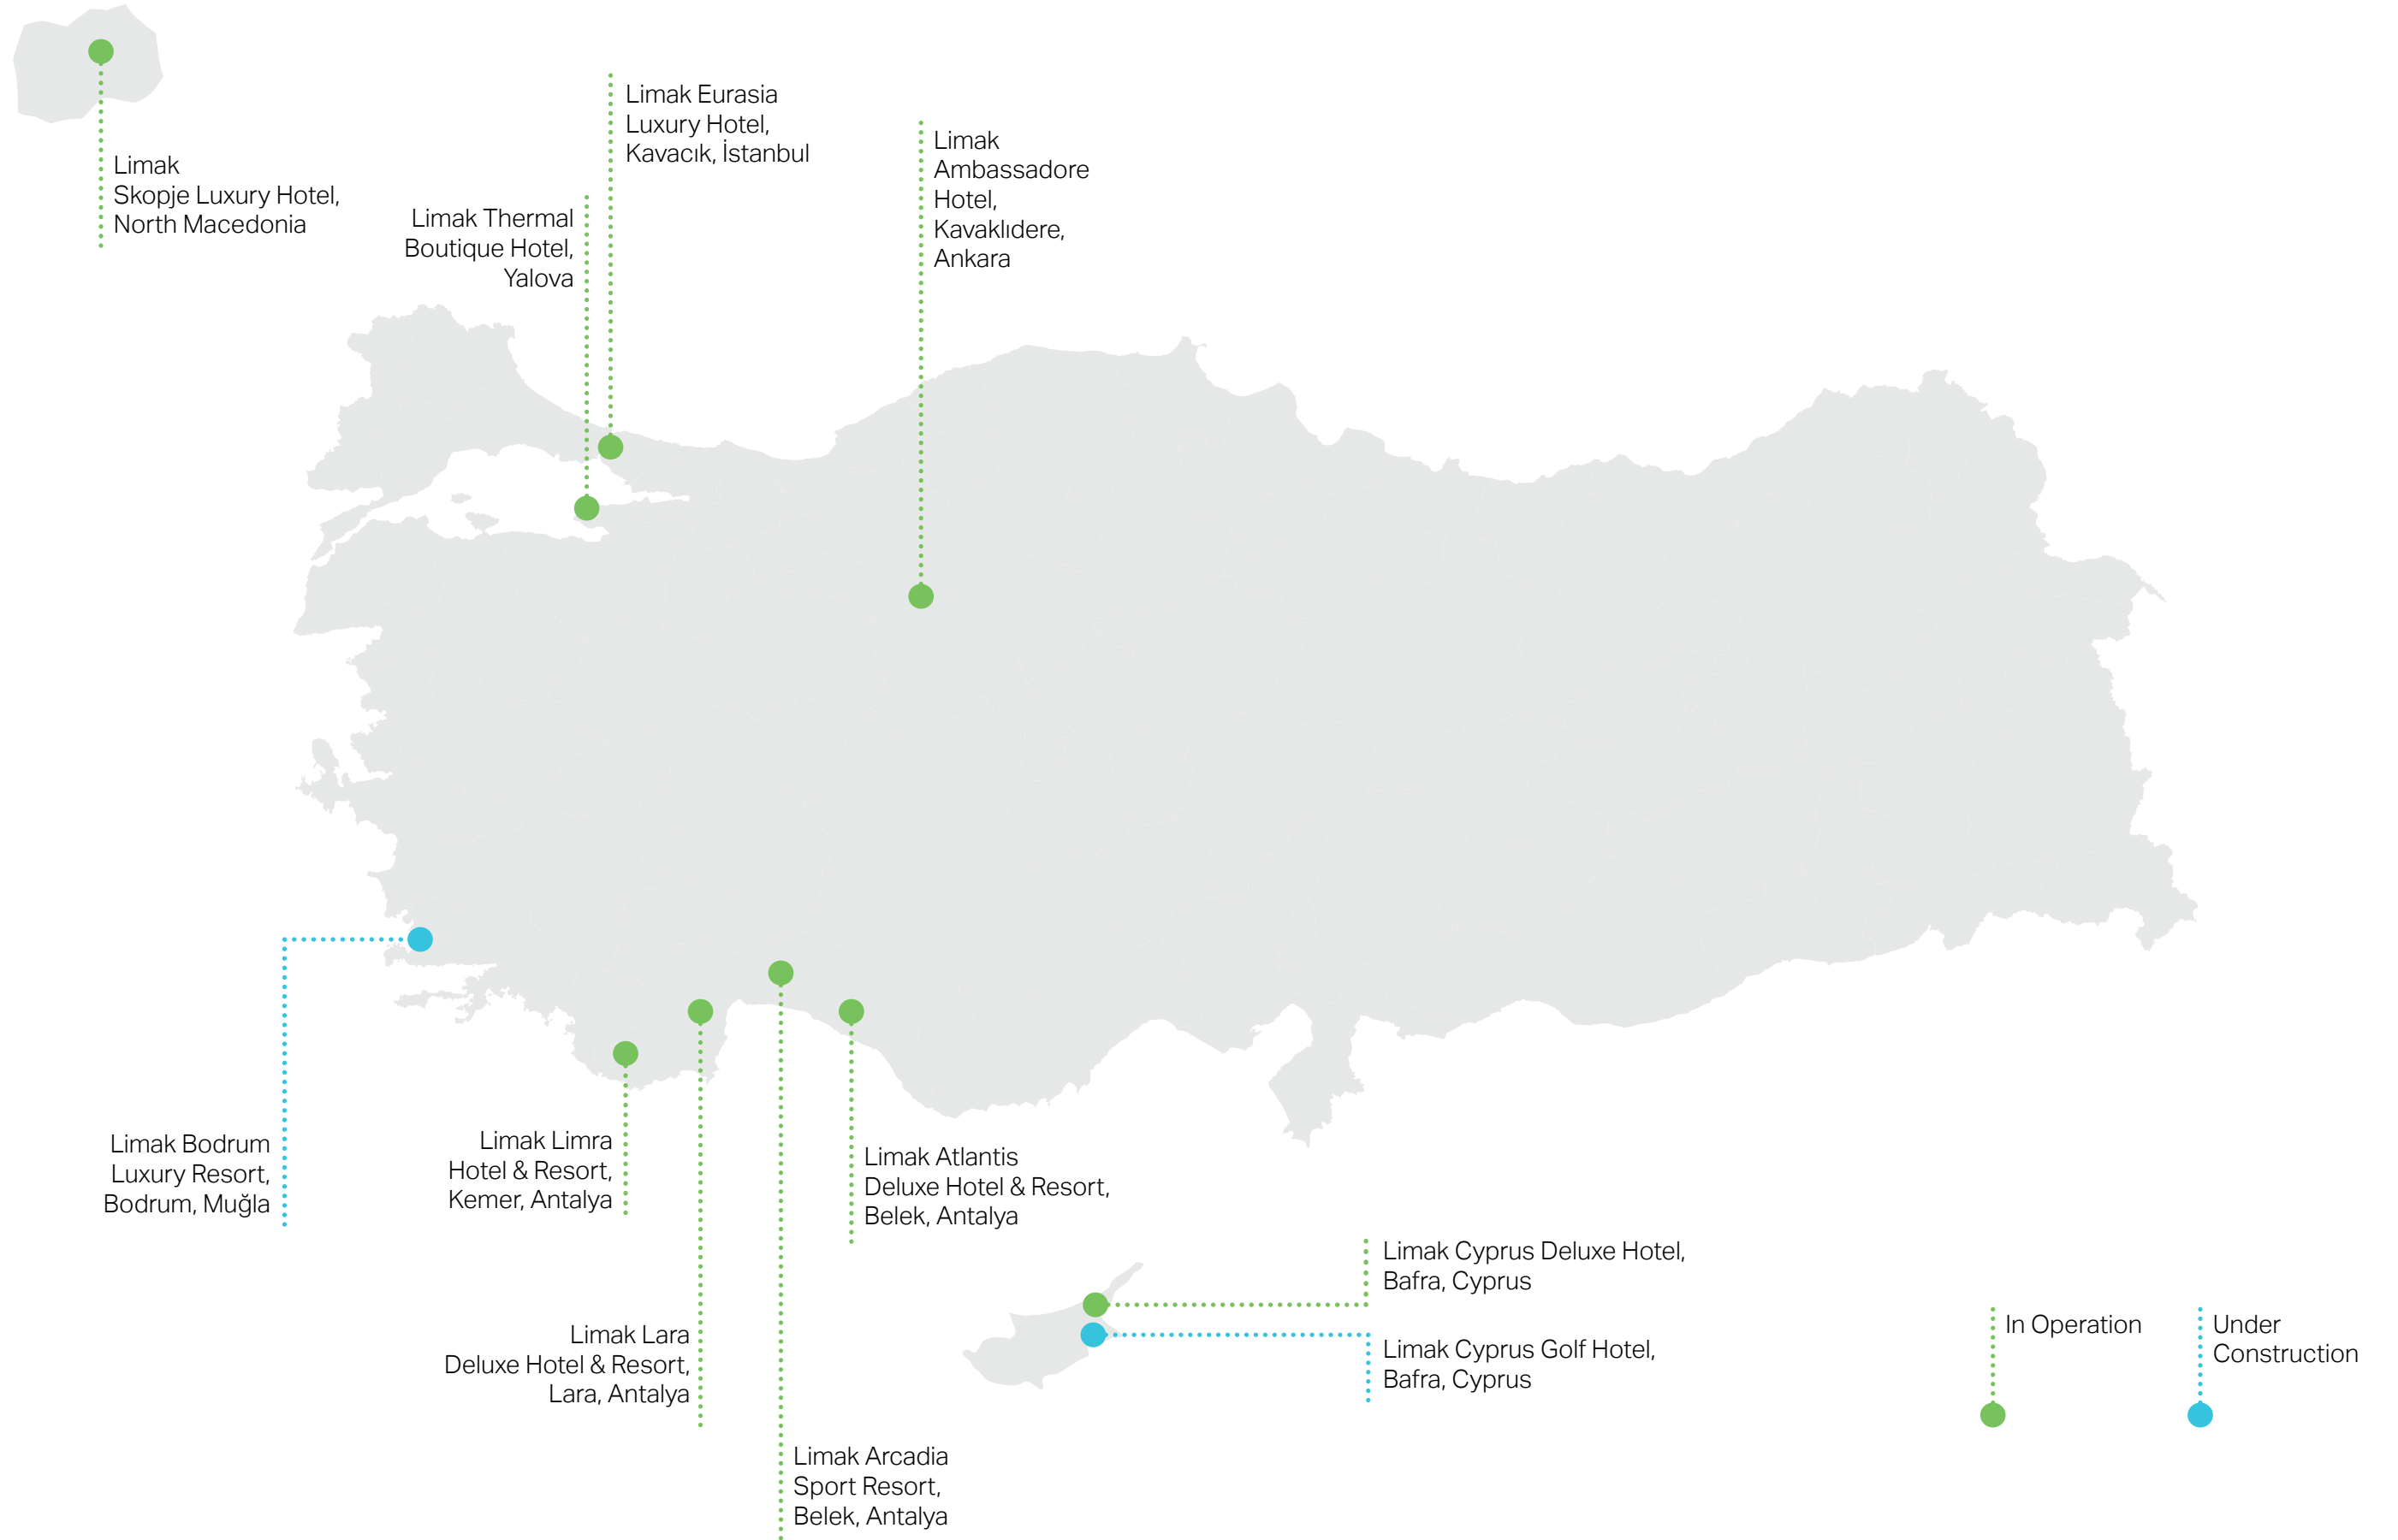 Limak
Skopje Luxury Hotel,
North Macedonia
Limak Eurasia
Luxury Hotel,
Kavacık, İstanbul
Limak Thermal
Boutique Hotel,
Yalova
Limak
Ambassadore
Hotel,
Kavaklıdere,
Ankara
Limak Bodrum
Luxury Resort,
Bodrum, Muğla
Limak Limra
Hotel & Resort,
Kemer, Antalya
Limak Atlantis
Deluxe Hotel & Resort,
Belek, Antalya
Limak Lara
Deluxe Hotel & Resort,
Lara, Antalya
Limak Arcadia
Sport Resort,
Belek, Antalya
Limak Cyprus Deluxe Hotel,
Bafra, Cyprus
Limak Cyprus Golf Hotel,
Bafra, Cyprus
In Operation
Under
Construction